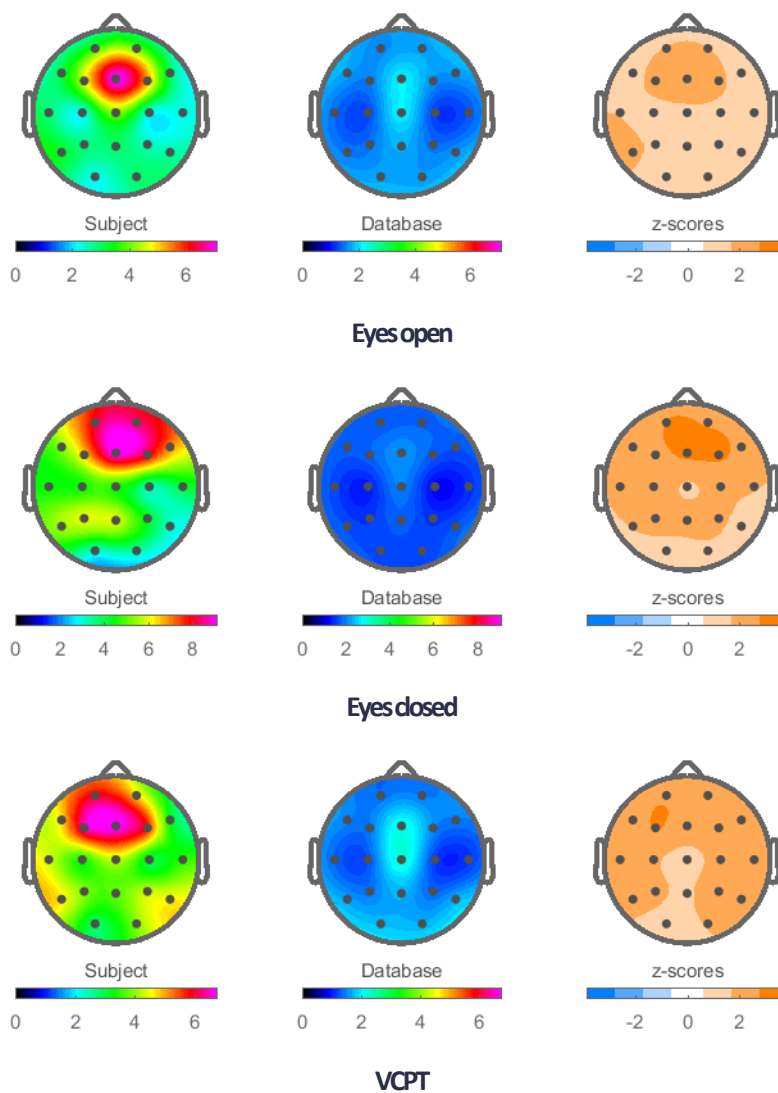 Subject Database z-scores
0 2 4 6 0 2 4 6 -2 0 2
Eyes open
Subject Database z-scores
0 2 4 6 8 0 2 4 6 8 -2 0 2
Eyes closed
Subject Database z-scores
0 2 4 6 0 2 4 6 -2 0 2
VCPT